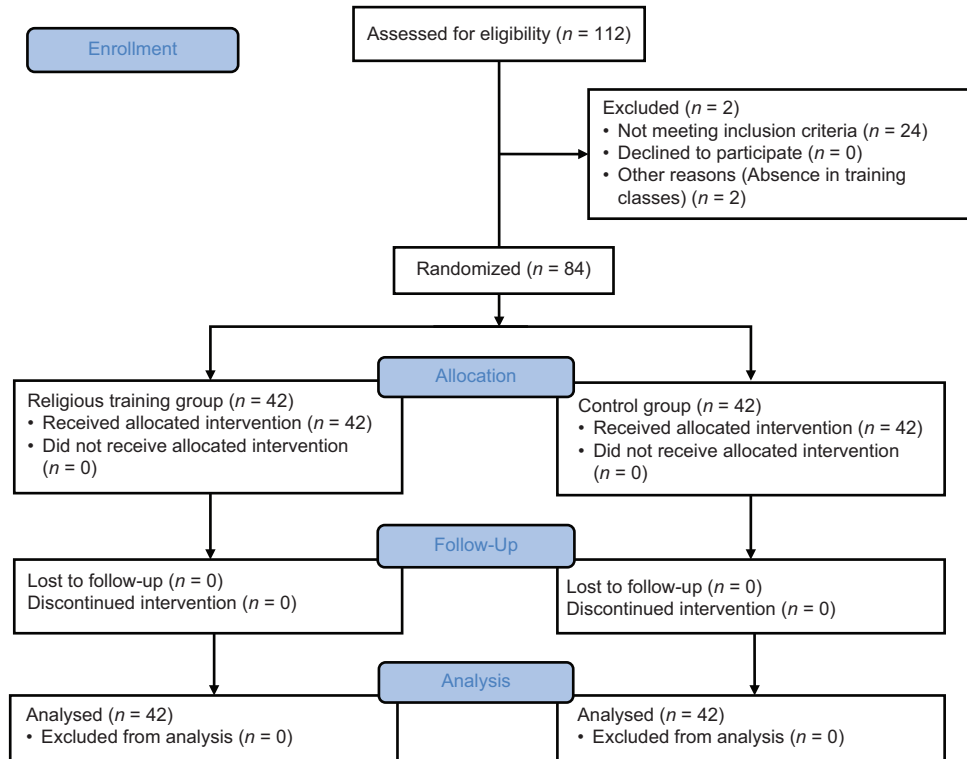 Enrollment
Assessed for eligibility (n = 112)
Excluded (n = 2)
• Not meeting inclusion criteria (n = 24)
• Declined to participate (n = 0)
• Other reasons (Absence in training
classes) (n = 2)
Randomized (n = 84)
Allocation
Religious training group (n = 42)
• Received allocated intervention (n = 42)
• Did not receive allocated intervention
(n = 0)
Control group (n = 42)
• Received allocated intervention (n = 42)
• Did not receive allocated intervention
(n = 0)
Follow-Up
Lost to follow-up (n = 0)
Discontinued intervention (n = 0)
Lost to follow-up (n = 0)
Discontinued intervention (n = 0)
Analysis
Analysed (n = 42)
• Excluded from analysis (n = 0)
Analysed (n = 42)
• Excluded from analysis (n = 0)